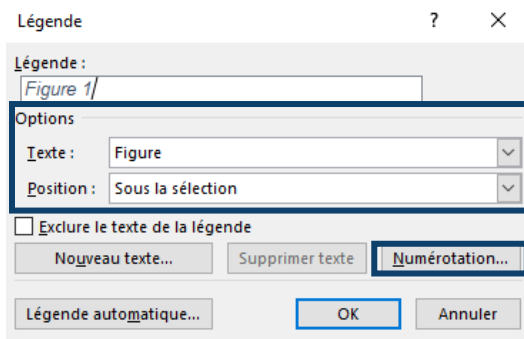 Légende ? ×
Légende :
Figure 1
Options
Texte : Figure
Position : Sous la sélection
Exclure le texte de la légende
Nouveau texte... Supprimer texte Numérotation...
Légende automatique... OK Annuler